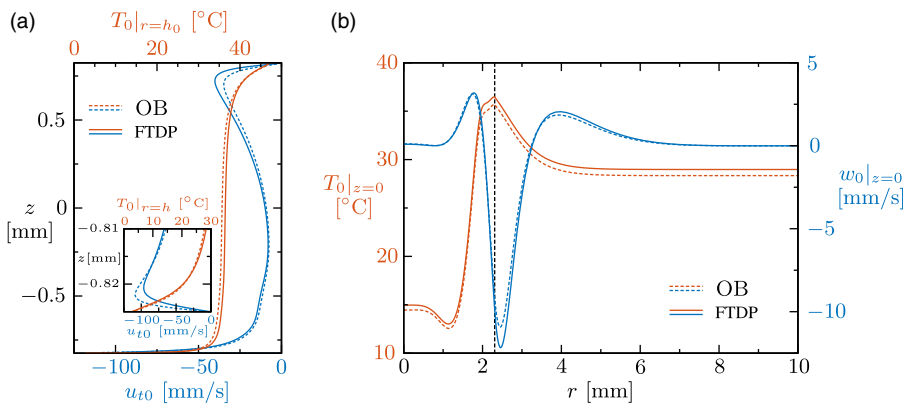 (a)
T₀|r=h₀ [°C]
0 20 40
0.5
0
−0.5
z
[mm]
OB
FTDP
T₀|r=h [°C]
0 10 20 30
−0.81
z[mm]
−0.82
−100 −50 0
ut0 [mm/s]
−100 −50 0
ut0 [mm/s]
(b)
40
30
20
10
T₀|z=0
[°C]
5
0
−5
−10
w₀|z=0
[mm/s]
OB
FTDP
0 2 4 6 8 10
r [mm]